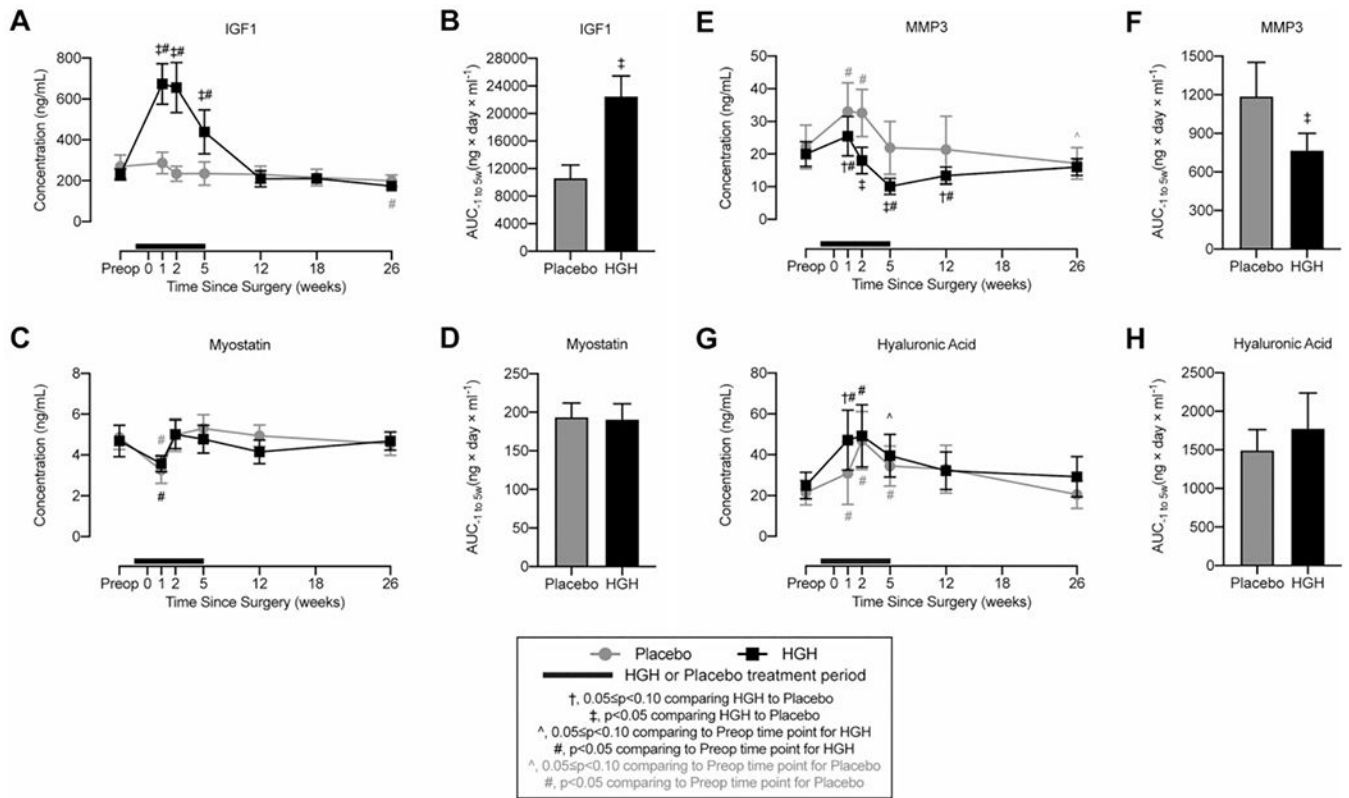 A
IGF1
Concentration (ng/mL)
800
600
400
200
0
‡#
‡#
‡#
#
Preop 0 1 2 5 12 18 26
Time Since Surgery (weeks)
B
IGF1
AUC-1 to 5w (ng × day × ml-1)
28000
24000
20000
16000
12000
8000
4000
0
‡
Placebo HGH
E
MMP3
Concentration (ng/mL)
50
40
30
20
10
0
# #
^
†#
‡
‡#
†#
Preop 0 1 2 5 12 18 26
Time Since Surgery (weeks)
F
MMP3
AUC-1 to 5w (ng × day × ml-1)
1500
1200
900
600
300
0
‡
Placebo HGH
C
Myostatin
Concentration (ng/mL)
8
6
4
2
0
#
#
Preop 0 1 2 5 12 18 26
Time Since Surgery (weeks)
D
Myostatin
AUC-1 to 5w (ng × day × ml-1)
250
200
150
100
50
0
Placebo HGH
G
Hyaluronic Acid
Concentration (ng/mL)
80
60
40
20
0
†#
#
^
#
#
#
Preop 0 1 2 5 12 18 26
Time Since Surgery (weeks)
H
Hyaluronic Acid
AUC-1 to 5w (ng × day × ml-1)
2500
2000
1500
1000
500
0
Placebo HGH
Placebo HGH
HGH or Placebo treatment period
†, 0.05≤p<0.10 comparing HGH to Placebo
‡, p<0.05 comparing HGH to Placebo
^, 0.05≤p<0.10 comparing to Preop time point for HGH
#, p<0.05 comparing to Preop time point for HGH
^, 0.05≤p<0.10 comparing to Preop time point for Placebo
#, p<0.05 comparing to Preop time point for Placebo